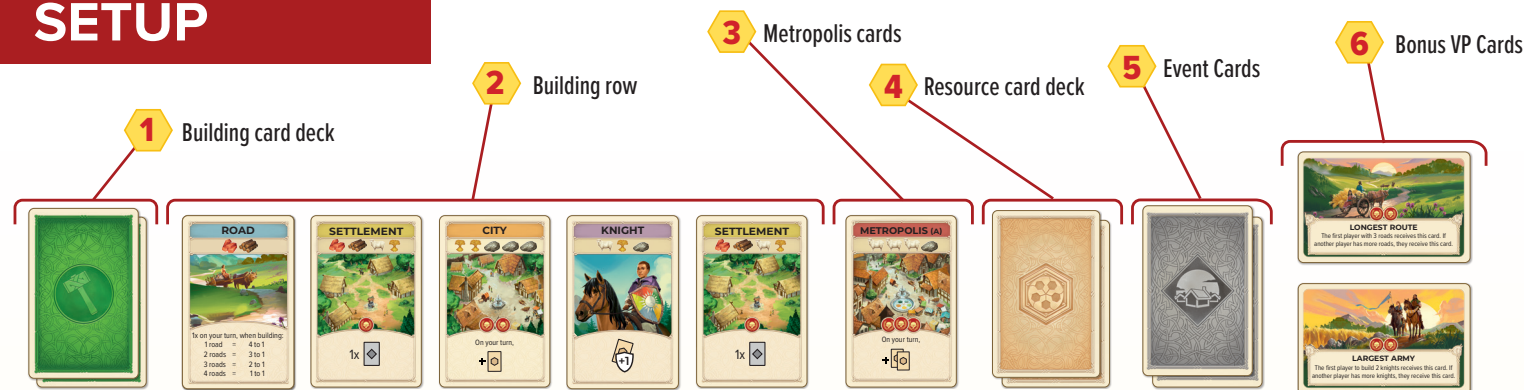 SETUP
1 Building card deck
2 Building row
3 Metropolis cards
4 Resource card deck
5 Event Cards
6 Bonus VP Cards
ROAD
1x on your turn, when building:
1 road = 4 to 1
2 roads = 3 to 1
3 roads = 2 to 1
4 roads = 1 to 1
SETTLEMENT
1x
CITY
On your turn,
+
KNIGHT
+1
SETTLEMENT
1x
METROPOLIS (A)
On your turn,
+
LONGEST ROUTE
The first player with 3 roads receives this card. If
another player has more roads, they receive this card.
LARGEST ARMY
The first player to build 2 knights receives this card. If
another player has more knights, they receive this card.